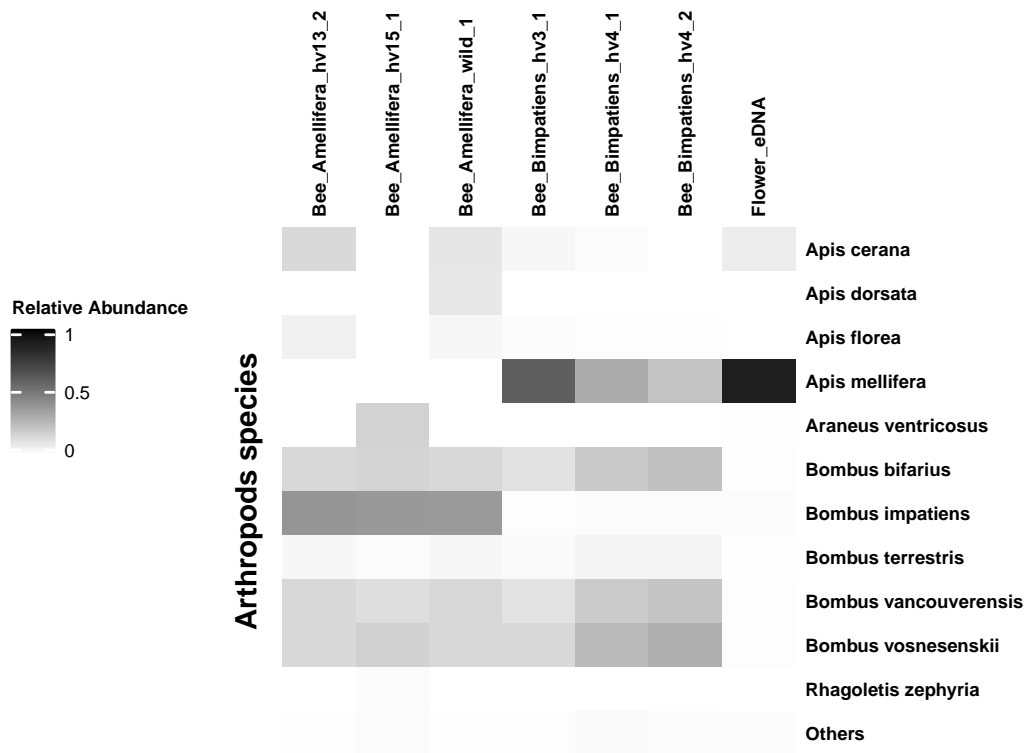 Bee_Amellifera_hv13_2
Bee_Amellifera_hv15_1
Bee_Amellifera_wild_1
Bee_Bimpatiens_hv3_1
Bee_Bimpatiens_hv4_1
Bee_Bimpatiens_hv4_2
Flower_eDNA
Relative Abundance
1
0.5
0
Arthropods species
Apis cerana
Apis dorsata
Apis florea
Apis mellifera
Araneus ventricosus
Bombus bifarius
Bombus impatiens
Bombus terrestris
Bombus vancouverensis
Bombus vosnesenskii
Rhagoletis zephyria
Others